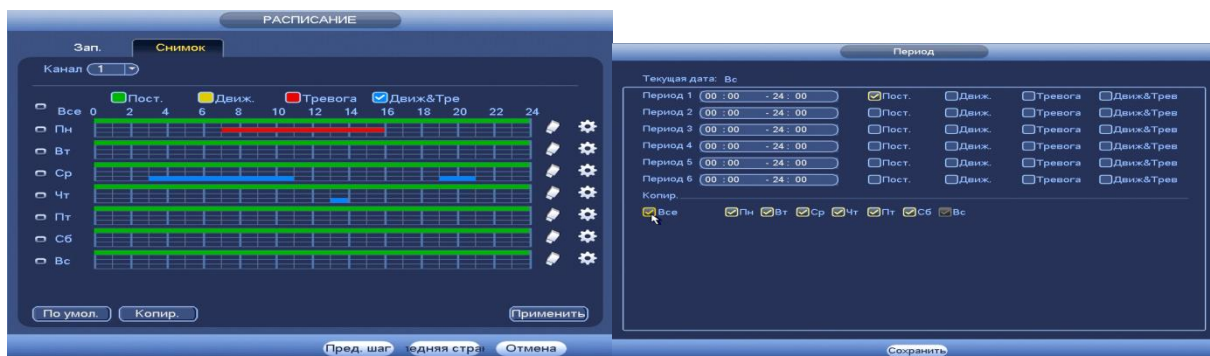 РАСПИСАНИЕ
Зап. Снимок
Канал 1
Пост. Движ. Тревога Движ&Тре
Все 0 2 4 6 8 10 12 14 16 18 20 22 24
Пн
Вт
Ср
Чт
Пт
Сб
Вс
По умол. Копир. Применить
Пред. шаг едняя стра Отмена
Период
Текущая дата: Вс
Период 1 00 :00 - 24: 00 Пост. Движ. Тревога Движ&Трев
Период 2 00 :00 - 24: 00 Пост. Движ. Тревога Движ&Трев
Период 3 00 :00 - 24: 00 Пост. Движ. Тревога Движ&Трев
Период 4 00 :00 - 24: 00 Пост. Движ. Тревога Движ&Трев
Период 5 00 :00 - 24: 00 Пост. Движ. Тревога Движ&Трев
Период 6 00 :00 - 24: 00 Пост. Движ. Тревога Движ&Трев
Копир.
Все Пн Вт Ср Чт Пт Сб Вс
Сохранить